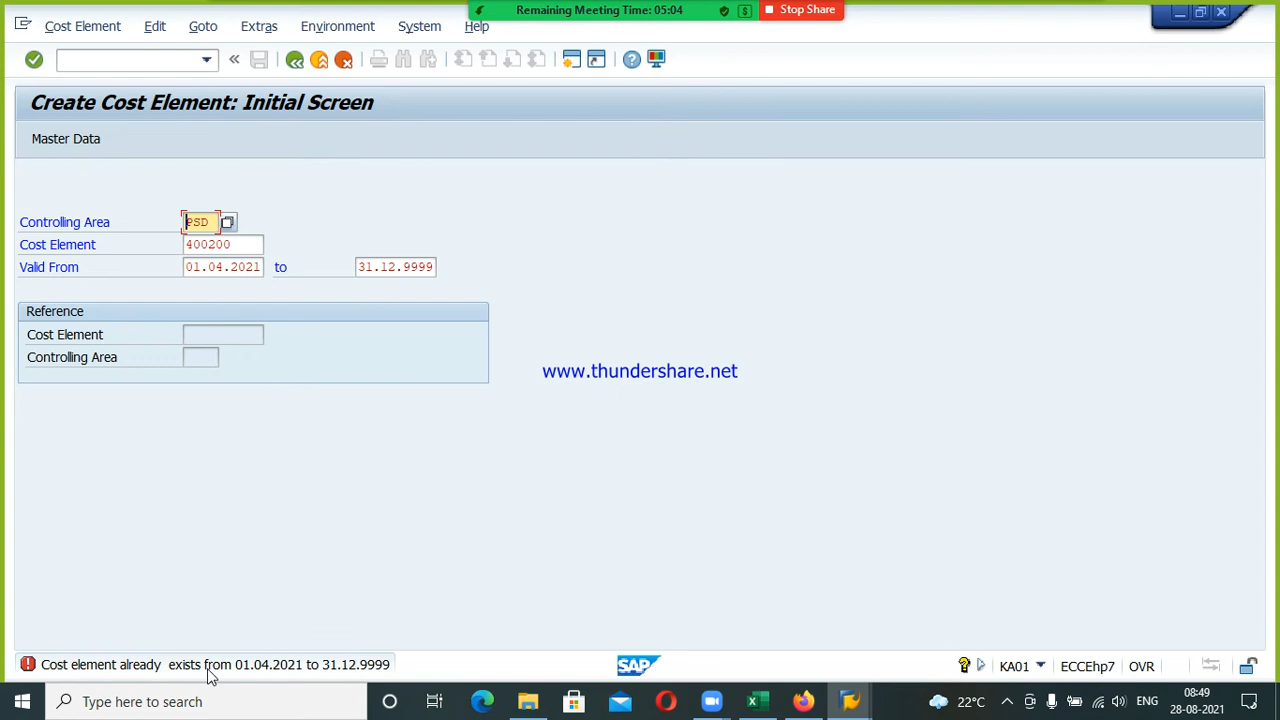 Remaining Meeting Time: 05:04
Stop Share
Cost Element Edit Goto Extras Environment System Help
Create Cost Element: Initial Screen
Master Data
Controlling Area PSD
Cost Element 400200
Valid From 01.04.2021 to 31.12.9999
Reference
Cost Element
Controlling Area
www.thundershare.net
Cost element already exists from 01.04.2021 to 31.12.9999
SAP
KA01 ECCEhp7 OVR
Type here to search
22°C ENG
08:49
28-08-2021